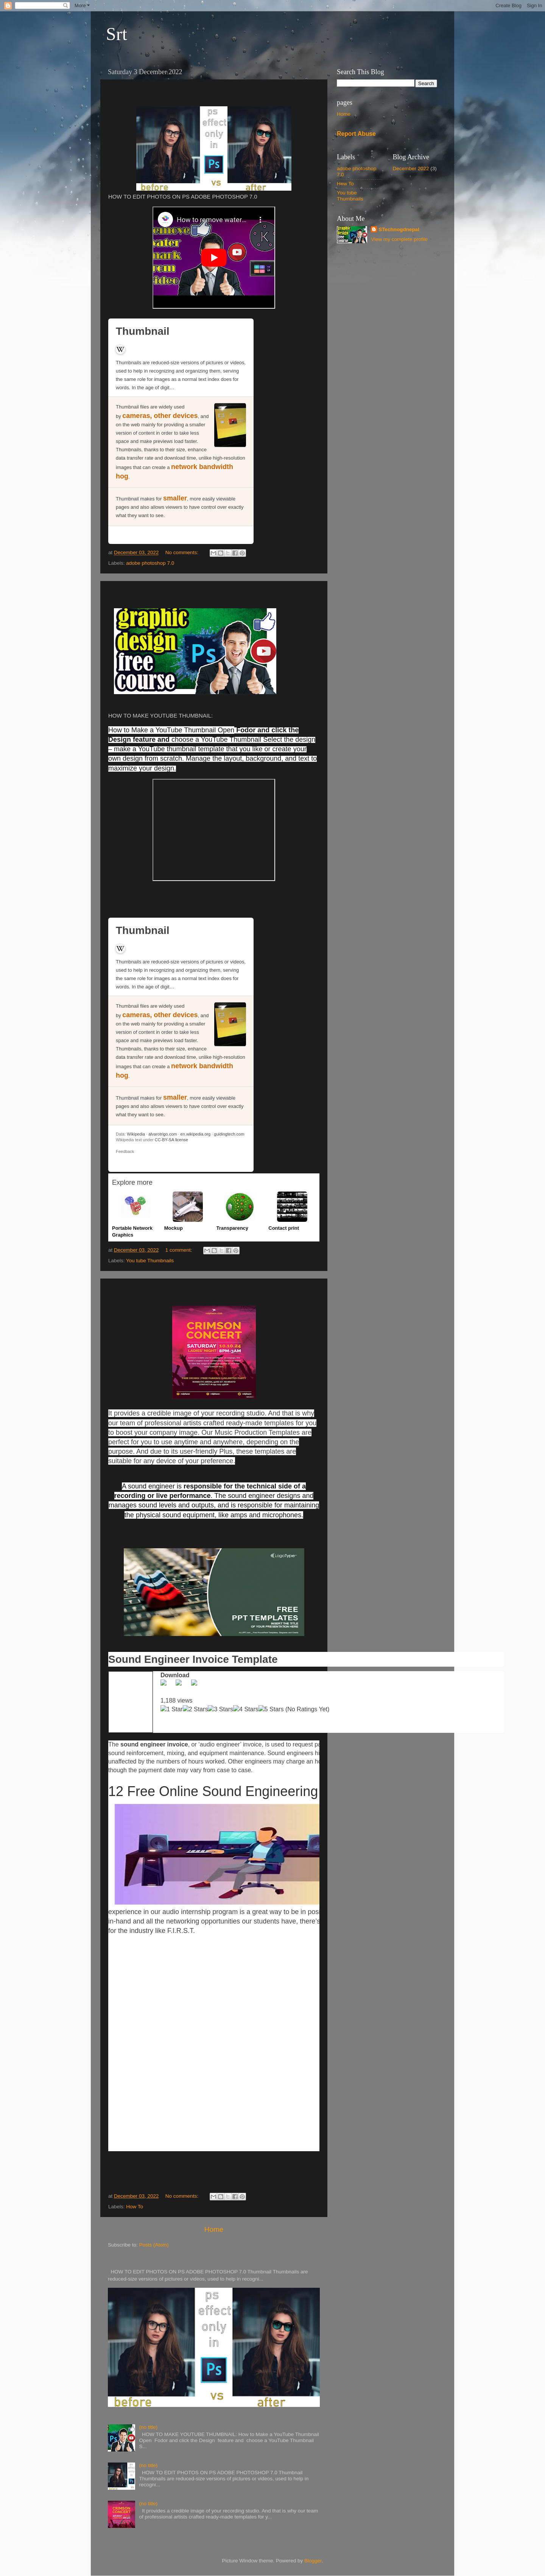 More
Create Blog
Sign In
Srt
Saturday 3 December 2022
ps
effect
only
in
Ps
before
vs
after
HOW TO EDIT PHOTOS ON PS ADOBE PHOTOSHOP 7.0
How to remove water...
Thumbnail
W
Thumbnails are reduced-size versions of pictures or videos,
used to help in recognizing and organizing them, serving
the same role for images as a normal text index does for
words. In the age of digit…
Thumbnail files are widely used
by cameras, other devices, and
on the web mainly for providing a smaller
version of content in order to take less
space and make previews load faster.
Thumbnails, thanks to their size, enhance
data transfer rate and download time, unlike high-resolution
images that can create a network bandwidth
hog.
Thumbnail makes for smaller, more easily viewable
pages and also allows viewers to have control over exactly
what they want to see.
at December 03, 2022 No comments:
Labels: adobe photoshop 7.0
graphic
design
free
course
Ps
HOW TO MAKE YOUTUBE THUMBNAIL:
How to Make a YouTube Thumbnail Open Fodor and click the
Design feature and choose a YouTube Thumbnail Select the design
– make a YouTube thumbnail template that you like or create your
own design from scratch. Manage the layout, background, and text to
maximize your design.
Thumbnail
W
Thumbnails are reduced-size versions of pictures or videos,
used to help in recognizing and organizing them, serving
the same role for images as a normal text index does for
words. In the age of digit…
Thumbnail files are widely used
by cameras, other devices, and
on the web mainly for providing a smaller
version of content in order to take less
space and make previews load faster.
Thumbnails, thanks to their size, enhance
data transfer rate and download time, unlike high-resolution
images that can create a network bandwidth
hog.
Thumbnail makes for smaller, more easily viewable
pages and also allows viewers to have control over exactly
what they want to see.
Data: Wikipedia · alvarotrigo.com · en.wikipedia.org · guidingtech.com
Wikipedia text under CC-BY-SA license
Feedback
Explore more
Portable Network
Graphics
Mockup
Transparency
Contact print
at December 03, 2022 1 comment:
Labels: You tube Thumbnails
CRIMSON
CONCERT
SATURDAY 10-10-24
LADIES NIGHT 8PM-3AM
It provides a credible image of your recording studio. And that is why
our team of professional artists crafted ready-made templates for you
to boost your company image. Our Music Production Templates are
perfect for you to use anytime and anywhere, depending on the
purpose. And due to its user-friendly Plus, these templates are
suitable for any device of your preference.
A sound engineer is responsible for the technical side of a
recording or live performance. The sound engineer designs and
manages sound levels and outputs, and is responsible for maintaining
the physical sound equipment, like amps and microphones.
FREE
PPT TEMPLATES
INSERT THE TITLE
OF YOUR PRESENTATION HERE
Sound Engineer Invoice Template
Download
1,188 views
1 Star2 Stars3 Stars4 Stars5 Stars (No Ratings Yet)
The sound engineer invoice, or 'audio engineer' invoice, is used to request p
sound reinforcement, mixing, and equipment maintenance. Sound engineers h
unaffected by the numbers of hours worked. Other engineers may charge an ho
though the payment date may vary from case to case.
12 Free Online Sound Engineering
experience in our audio internship program is a great way to be in pos
in-hand and all the networking opportunities our students have, there's
for the industry like F.I.R.S.T.
at December 03, 2022 No comments:
Labels: How To
Home
Subscribe to: Posts (Atom)
HOW TO EDIT PHOTOS ON PS ADOBE PHOTOSHOP 7.0 Thumbnail Thumbnails are
reduced-size versions of pictures or videos, used to help in recogni...
ps
effect
only
in
Ps
before
vs
after
(no title)
HOW TO MAKE YOUTUBE THUMBNAIL: How to Make a YouTube Thumbnail
Open Fodor and click the Design feature and choose a YouTube Thumbnail
S...
(no title)
HOW TO EDIT PHOTOS ON PS ADOBE PHOTOSHOP 7.0 Thumbnail
Thumbnails are reduced-size versions of pictures or videos, used to help in
recogni...
(no title)
It provides a credible image of your recording studio. And that is why our team
of professional artists crafted ready-made templates for y...
Picture Window theme. Powered by Blogger.
Search This Blog
Search
pages
Home
Report Abuse
Labels
adobe photoshop
7.0
How To
You tube
Thumbnails
Blog Archive
December 2022 (3)
About Me
View my complete profile